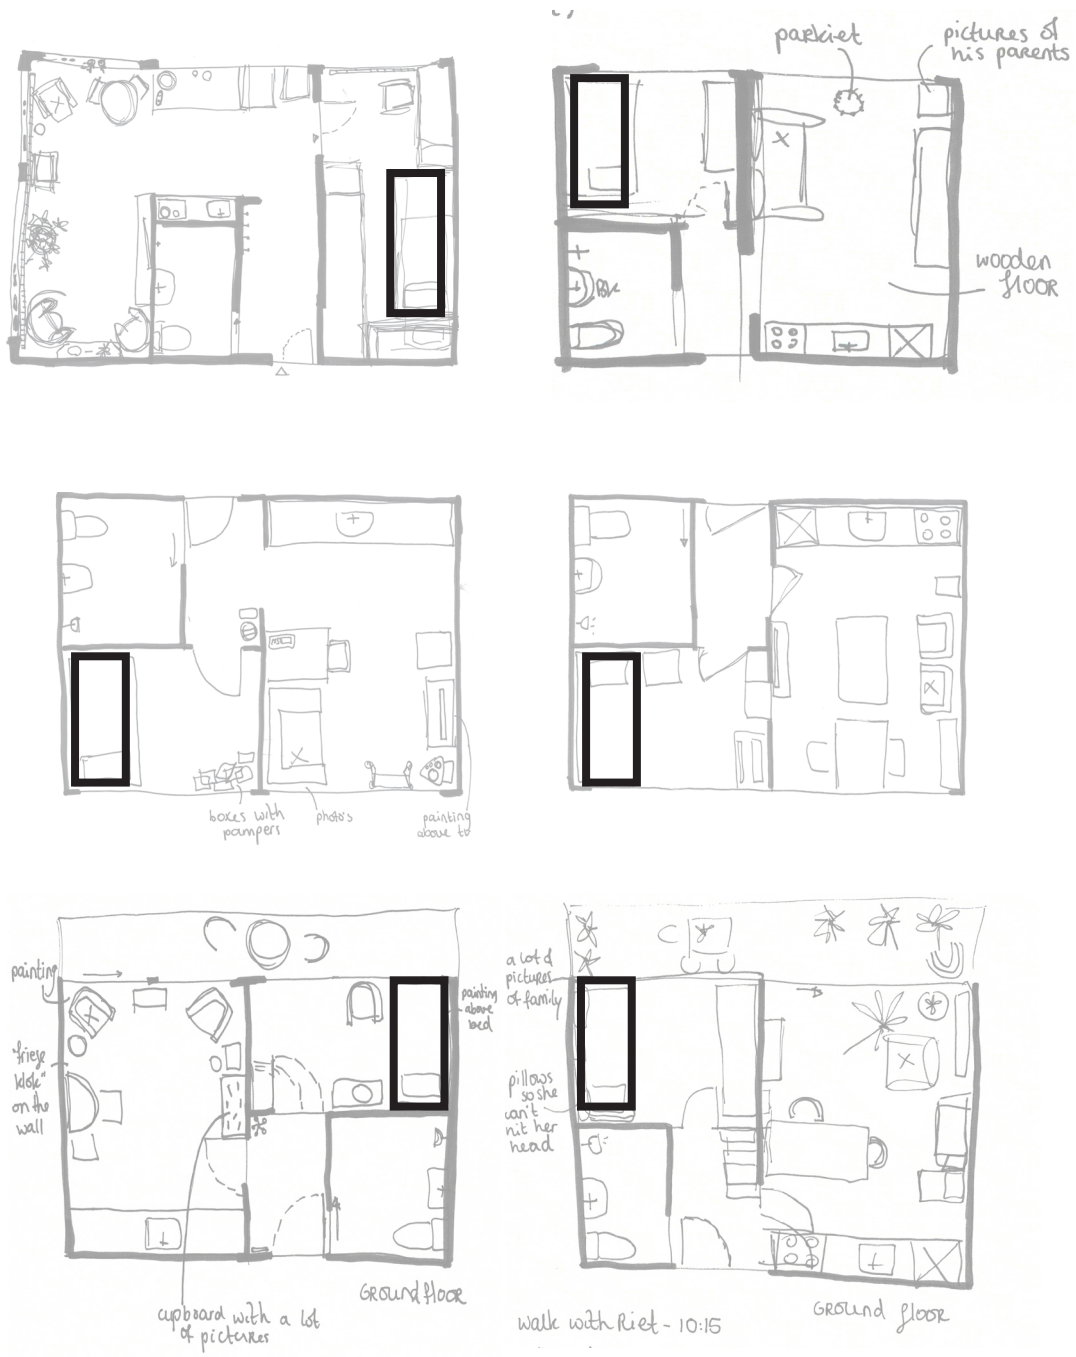 parkiet
pictures of
his parents
wooden
floor
boxes with
pampers
photo's
painting
above tv
painting
"friese
klok"
on the
wall
painting
above
bed
cupboard with a lot
of pictures
Ground floor
a lot of
pictures
of family
pillows
so she
can't
hit her
head
walk with Riet - 10:15
Ground floor